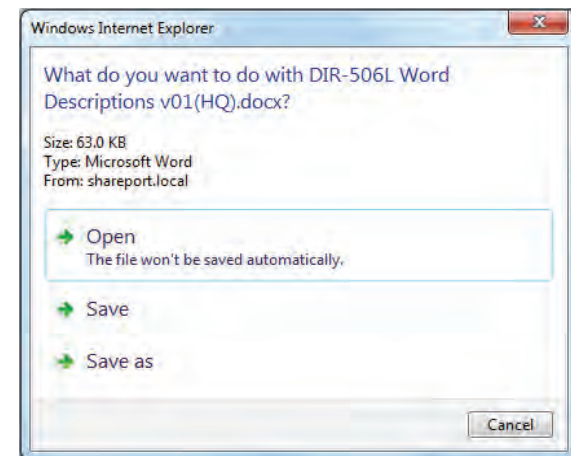 Windows Internet Explorer
What do you want to do with DIR-506L Word
Descriptions v01(HQ).docx?
Size: 63.0 KB
Type: Microsoft Word
From: shareport.local
Open
The file won't be saved automatically.
Save
Save as
Cancel